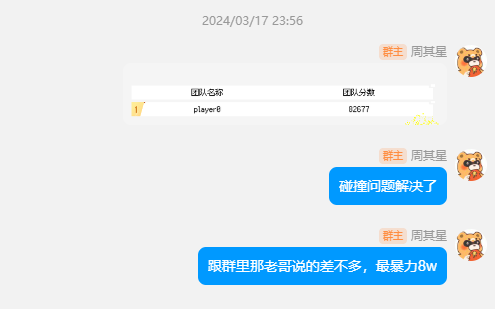 2024/03/17 23:56
群主 周其星
团队名称 团队分数
1 player0 82677
群主 周其星
碰撞问题解决了
群主 周其星
跟群里那老哥说的差不多，最暴力8w